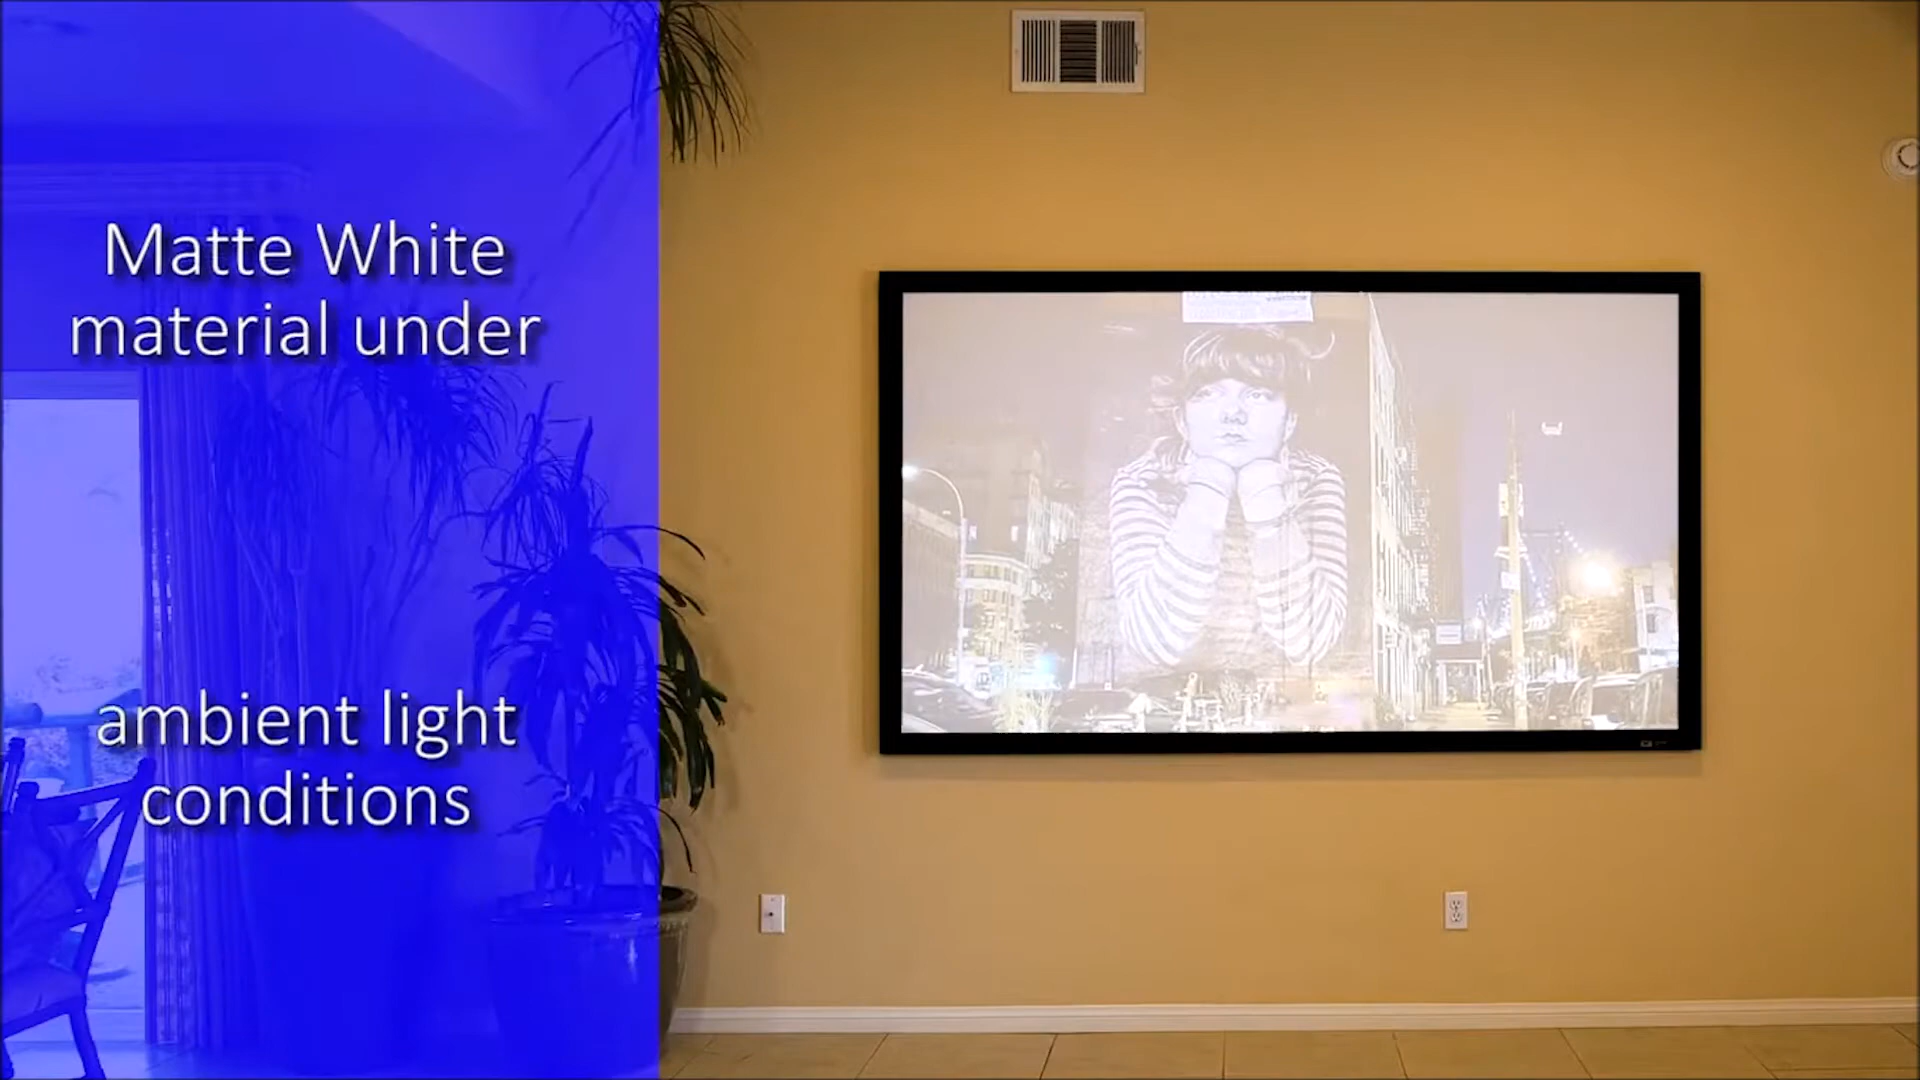 Matte White
material under
ambient light
conditions